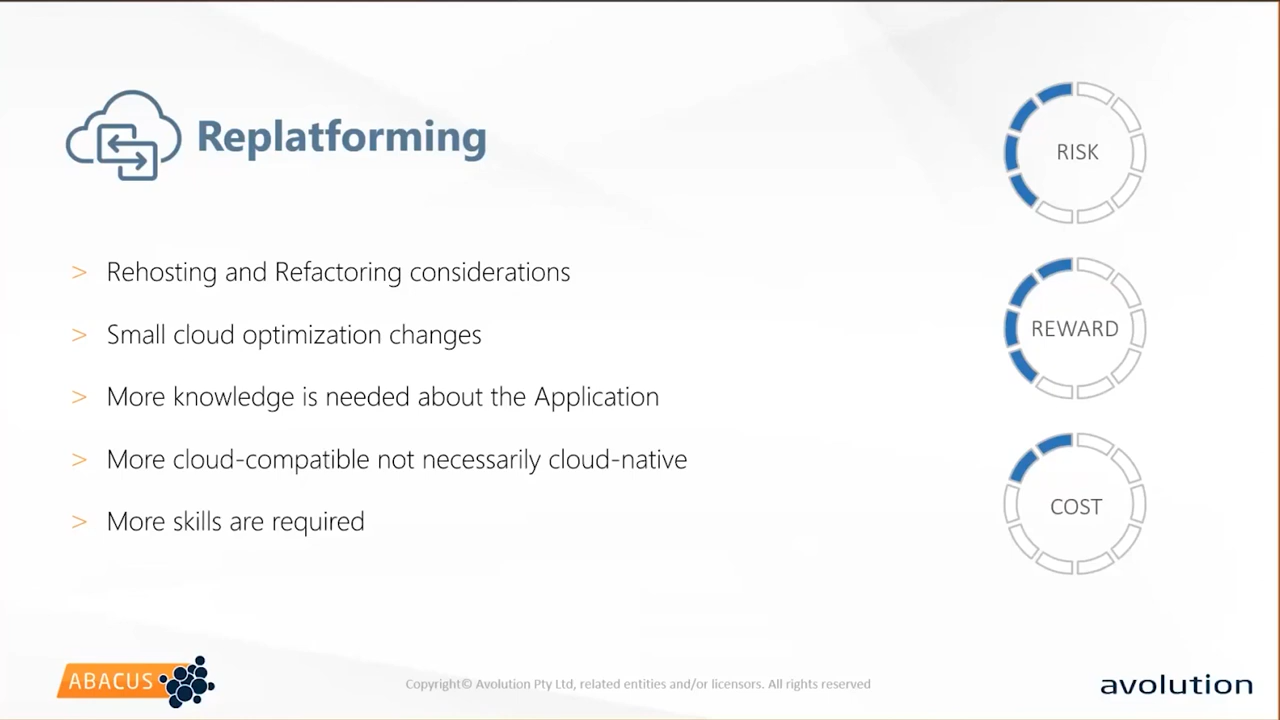 Replatforming
RISK
> Rehosting and Refactoring considerations
REWARD
> Small cloud optimization changes
> More knowledge is needed about the Application
> More cloud-compatible not necessarily cloud-native
COST
> More skills are required
ABACUS
Copyright© Avolution Pty Ltd, related entities and/or licensors. All rights reserved
avolution